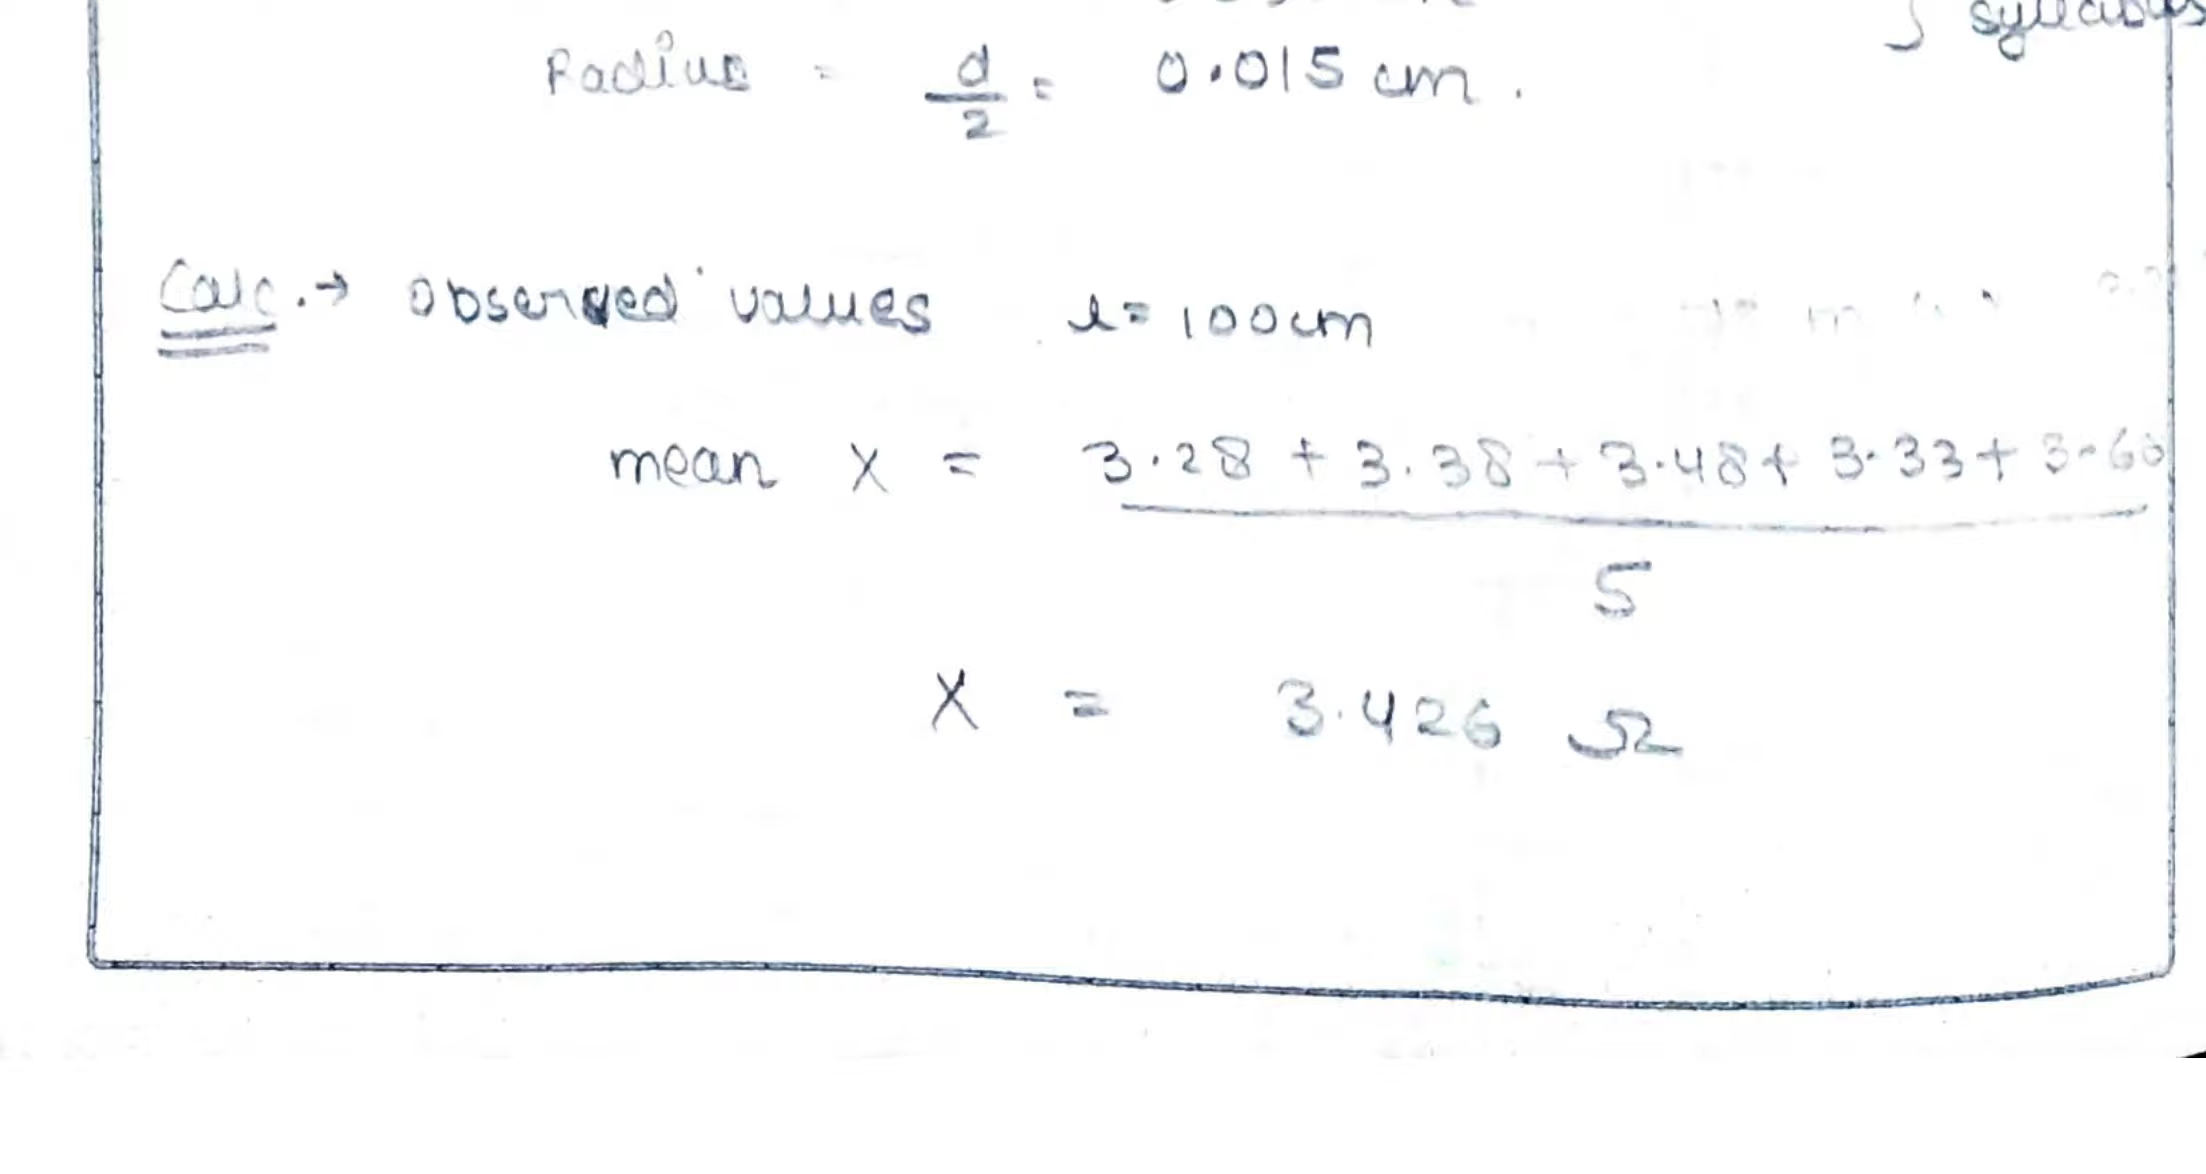 syllabus
Radius = d/2 = 0.015 cm.
Calc. → observed values l = 100cm
mean X = 3.28 + 3.38 + 3.48 + 3.33 + 3.60
5
X = 3.426 Ω